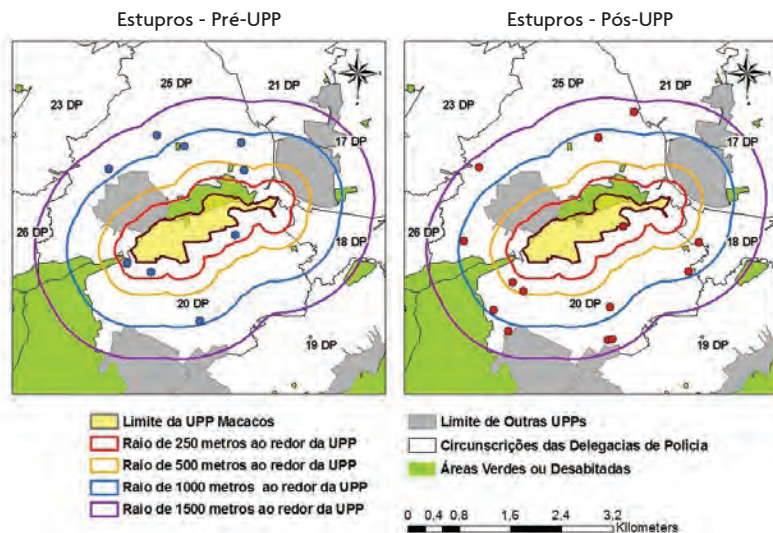 Estupros - Pré-UPP
Estupros - Pós-UPP
25 DP
21 DP
23 DP
17 DP
26 DP
18 DP
20 DP
19 DP
25 DP
21 DP
23 DP
17 DP
26 DP
18 DP
20 DP
19 DP
Limite da UPP Macacos
Raio de 250 metros ao redor da UPP
Raio de 500 metros ao redor da UPP
Raio de 1000 metros ao redor da UPP
Raio de 1500 metros ao redor da UPP
Limite de Outras UPPs
Circunscrições das Delegacias de Polícia
Áreas Verdes ou Desabitadas
0 0,4 0,8 1,6 2,4 3,2
Kilometers